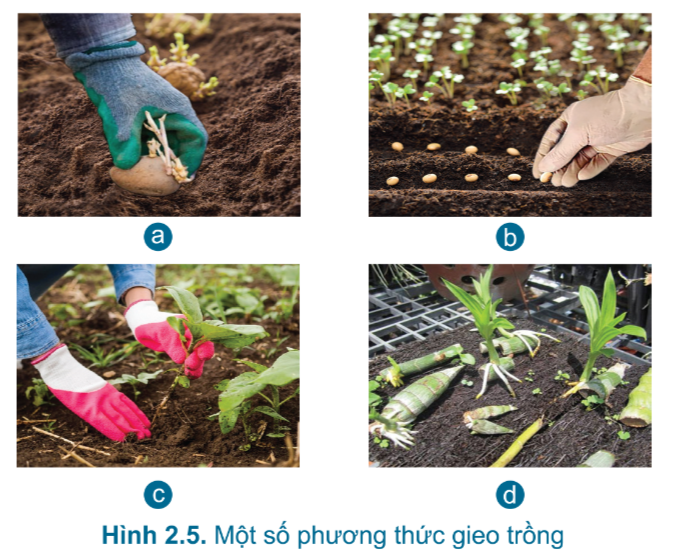 a
b
c
d
Hình 2.5. Một số phương thức gieo trồng